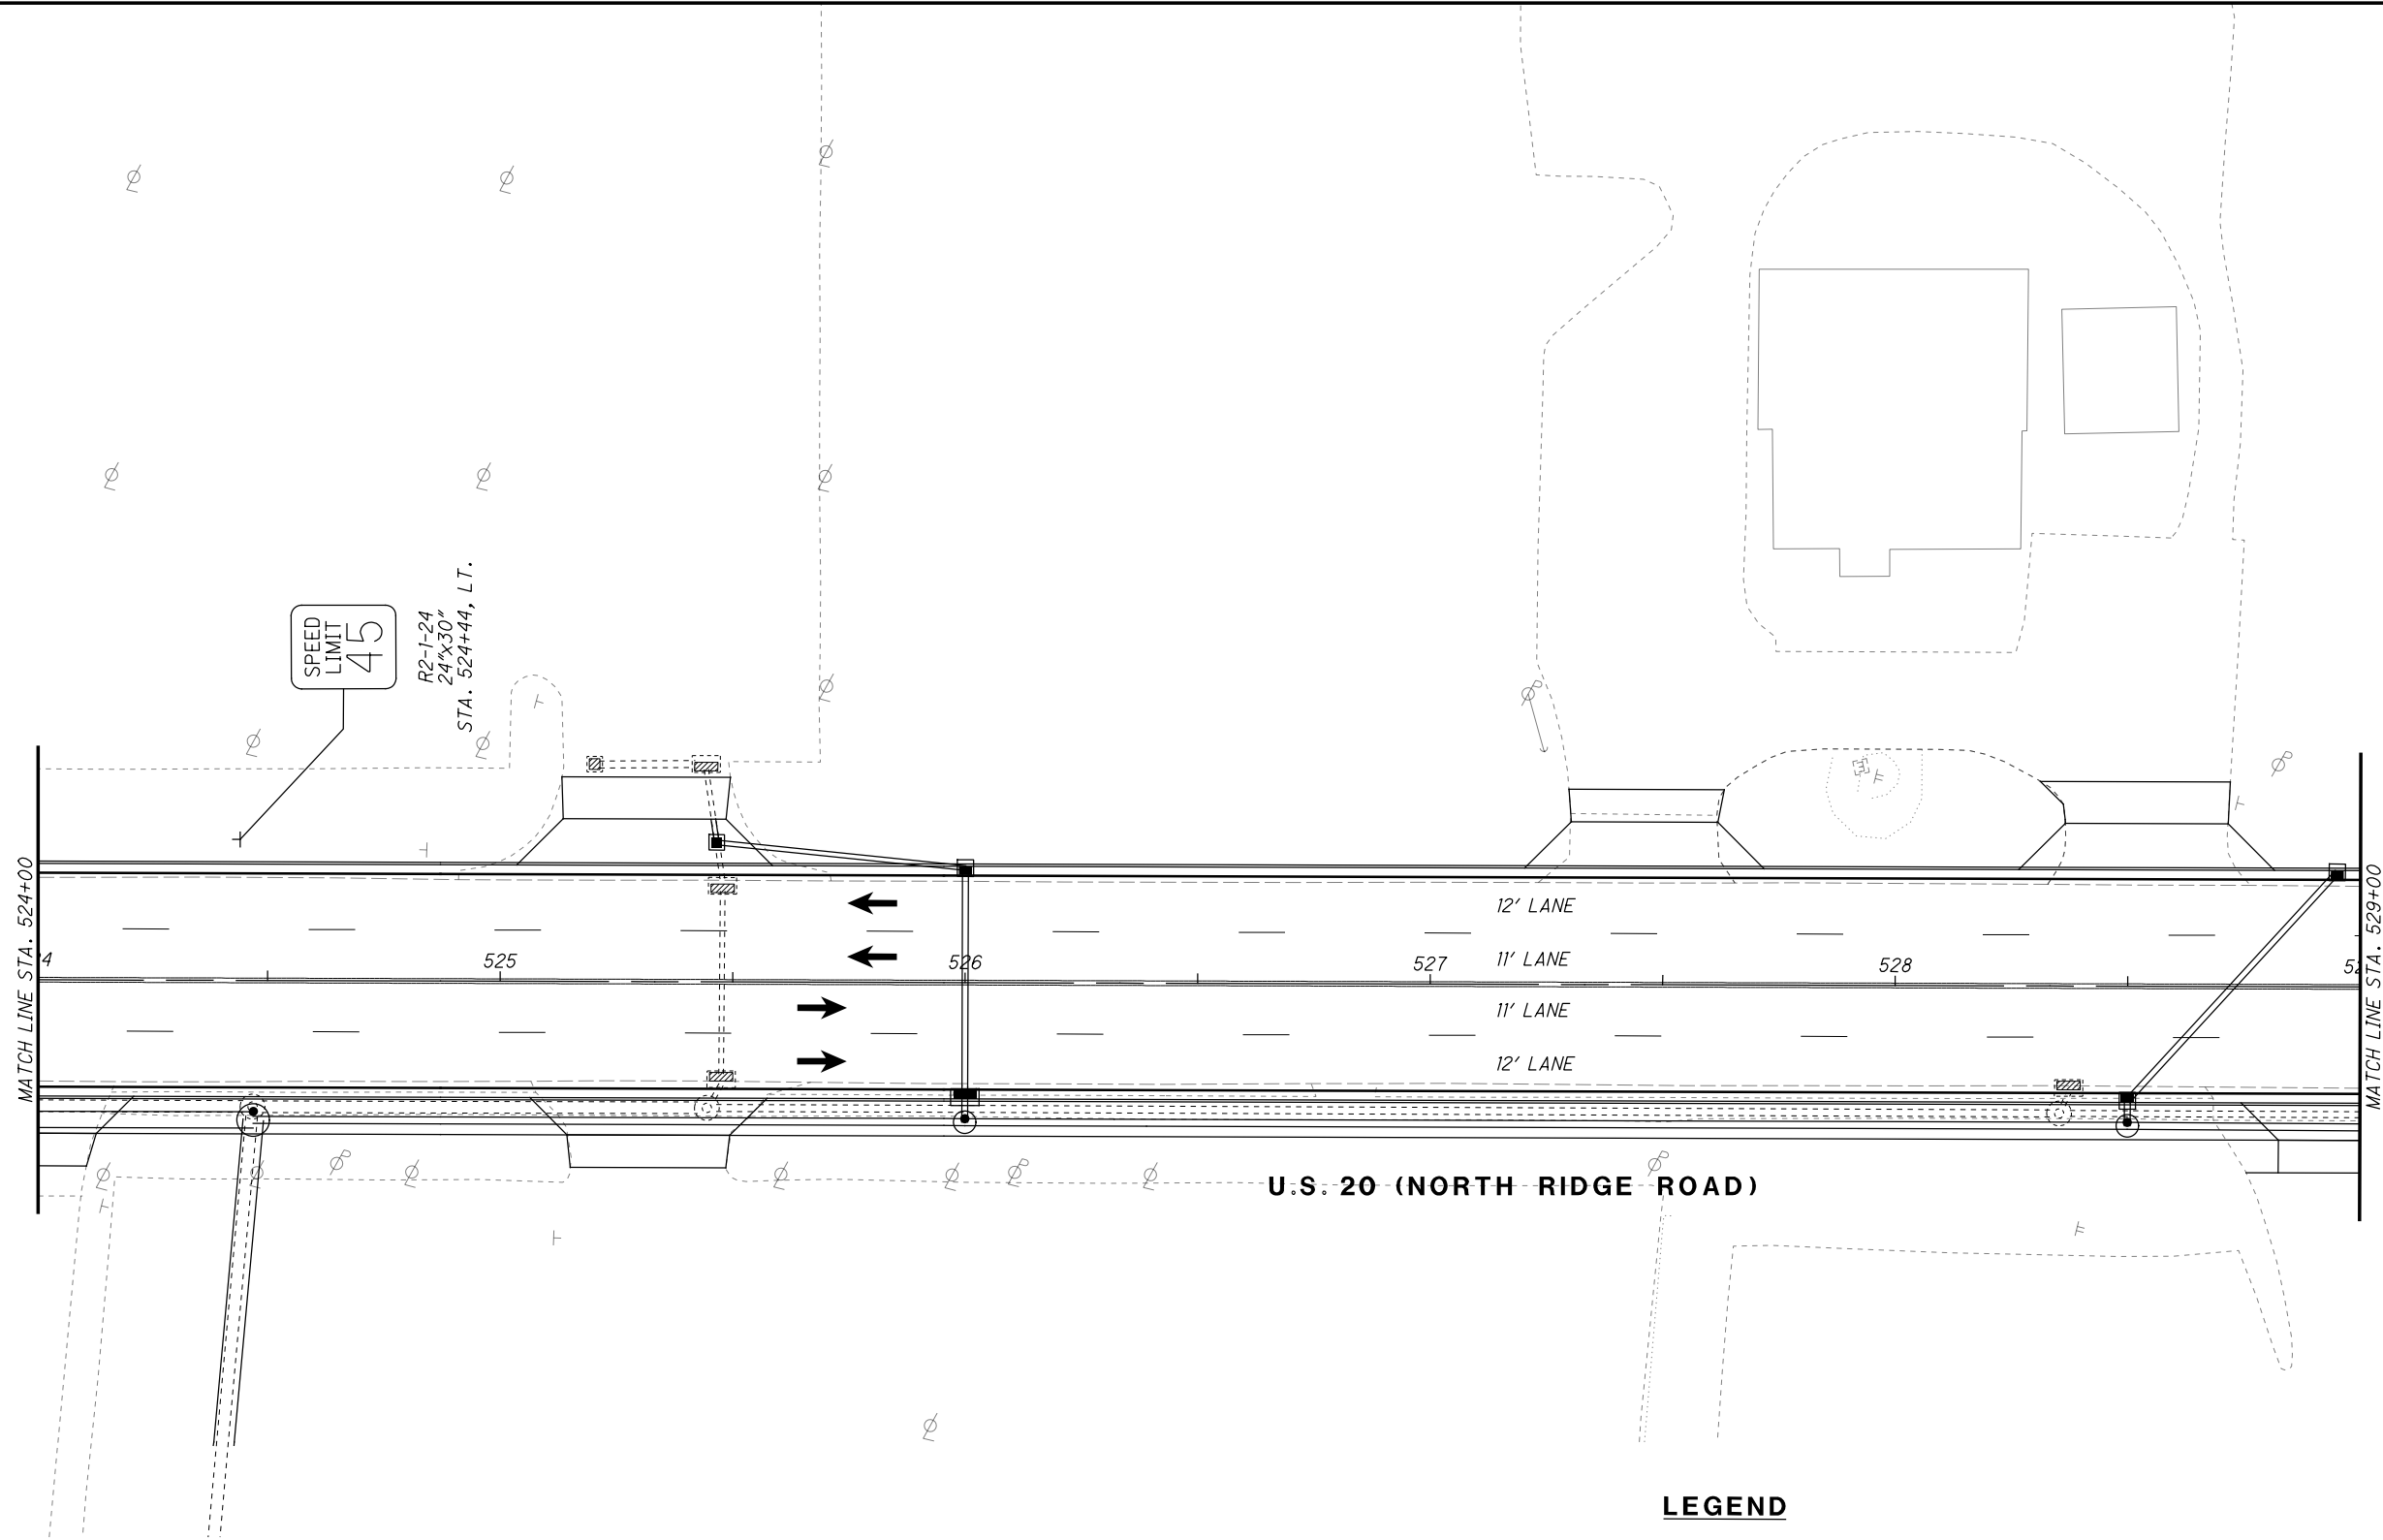 SPEED
LIMIT
45
R2-1-24
24"x30"
STA. 524+44, LT.
MATCH LINE STA. 524+00
MATCH LINE STA. 529+00
12' LANE
4
525
526
527
11' LANE
528
52
11' LANE
12' LANE
U.S. 20 (NORTH RIDGE ROAD)
LEGEND